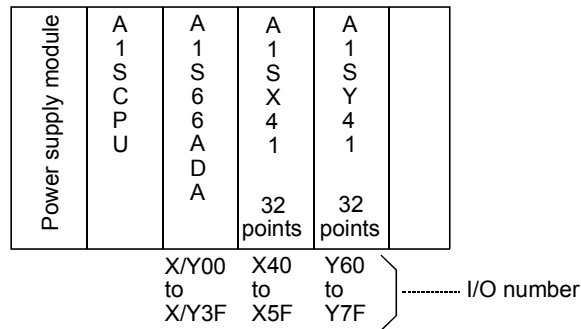 Power supply module
A1SCPU
A1S66ADA
A1SX41
32
points
A1SY41
32
points
X/Y00
to
X/Y3F
X40
to
X5F
Y60
to
Y7F
I/O number